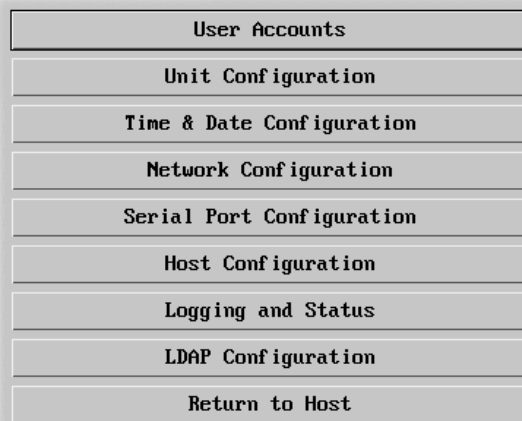 User Accounts
Unit Configuration
Time & Date Configuration
Network Configuration
Serial Port Configuration
Host Configuration
Logging and Status
LDAP Configuration
Return to Host